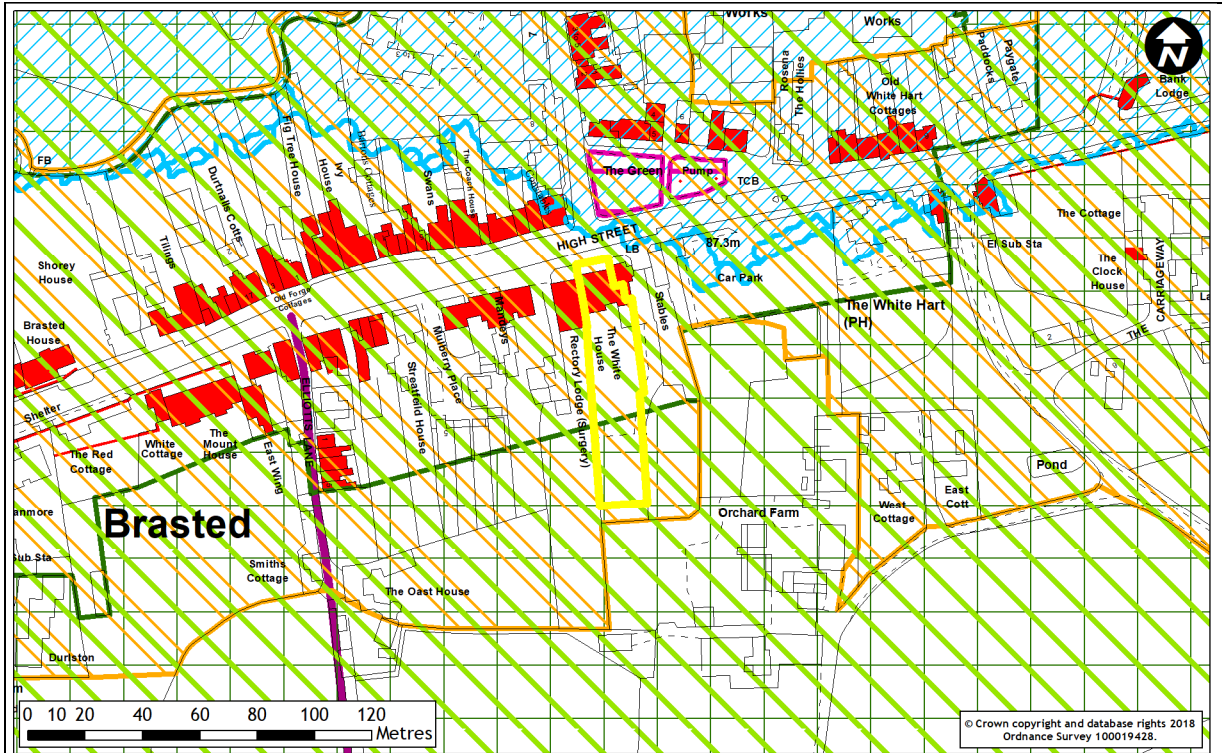 Works
Works
N
Paddocks
Paygate
Rosena
The Hollies
Old
White Hart
Cottages
Bank
Lodge
FB
Fig Tree House
Ivy
House
Durtnalls Cotts
Swans
The Coach House
The Green
Pump
TCB
Tilings
HIGH STREET
LB
87.3m
The Cottage
El Sub Sta
The
Clock
House
THE
CARRIAGEWAY
La
Shorey
House
Old Forge
Cottages
Car Park
Stables
The White Hart
(PH)
Brasted
House
Shelter
Mulberry Place
Streatfeild House
Rectory Lodge (Surgery)
The White
House
ELLIOTTS LANE
The Red
Cottage
White
Cottage
The
Mount
House
East Wing
anmore
Sub Sta
Brasted
Orchard Farm
Pond
West
Cottage
East
Cott
Smiths
Cottage
The Oast House
Durlston
m
0 10 20 40 60 80 100 120
Metres
© Crown copyright and database rights 2018
Ordnance Survey 100019428.